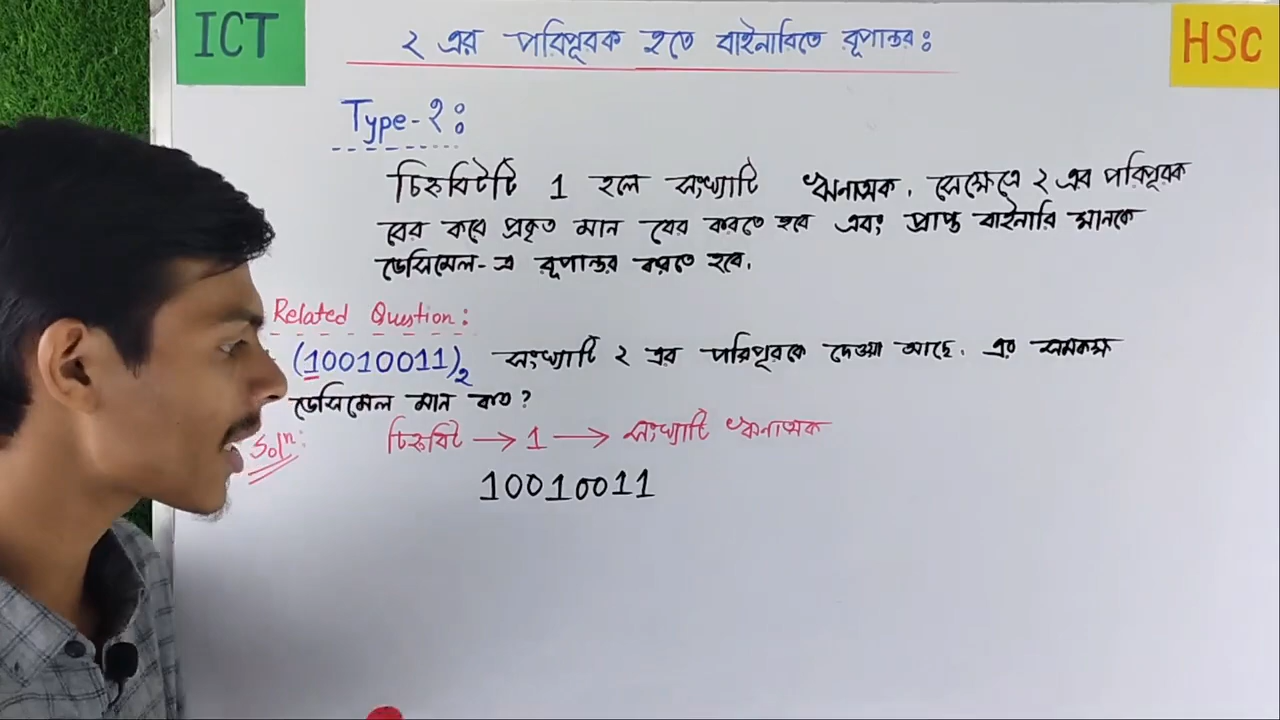 ICT
২ এর পরিপূরক হতে বাইনারিতে রূপান্তরঃ
HSC
Type-২ঃ
চিহ্নবিটটি 1 হলে সংখ্যাটি ঋনাত্মক. সেক্ষেত্রে ২ এর পরিপূরক
বের করে প্রকৃত মান বের করতে হবে এবং প্রাপ্ত বাইনারি মানকে
ডেসিমেল-এ রূপান্তর করতে হবে.
Related Question:
(10010011)₂ সংখ্যাটি ২ এর পরিপূরকে দেওয়া আছে. এর সমকক্ষ
ডেসিমেল মান কত?
Solⁿ: চিহ্নবিট → 1 → সংখ্যাটি ঋনাত্মক
10010011